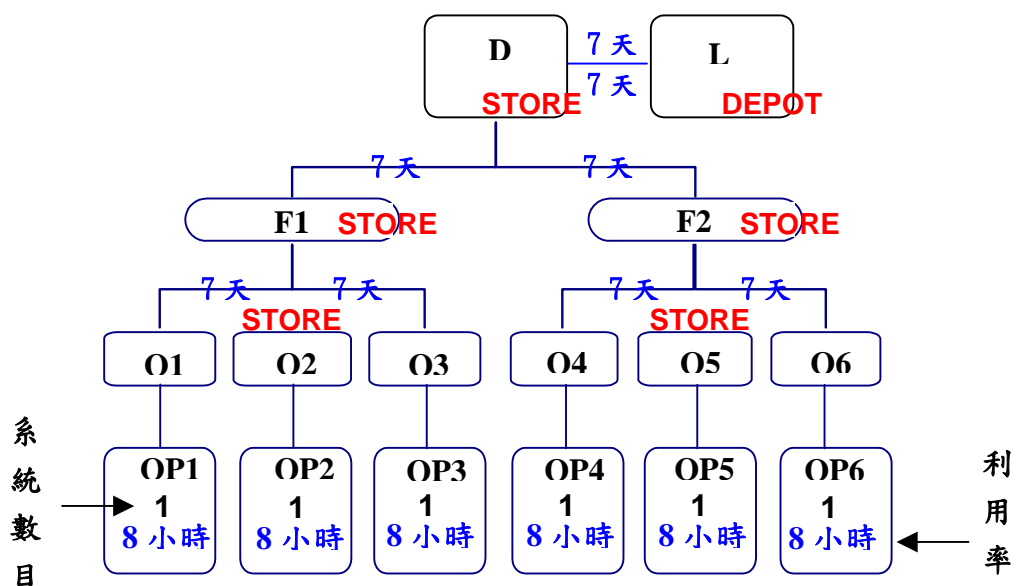 D
7 天
L
7 天
STORE
DEPOT
7 天
7 天
F1
STORE
F2
STORE
7 天
7 天
7 天
7 天
STORE
STORE
O1
O2
O3
O4
O5
O6
系統數目
OP1
1
8 小時
OP2
1
8 小時
OP3
1
8 小時
OP4
1
8 小時
OP5
1
8 小時
OP6
1
8 小時
利用率